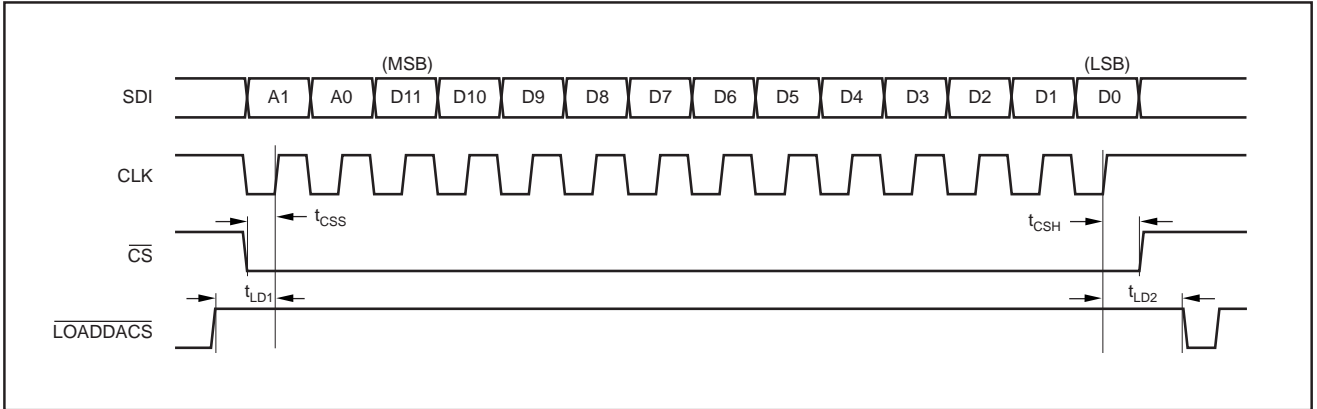 (MSB) (LSB)
SDI A1 A0 D11 D10 D9 D8 D7 D6 D5 D4 D3 D2 D1 D0
CLK
tCSS tCSH
CS
tLD1 tLD2
LOADDACS